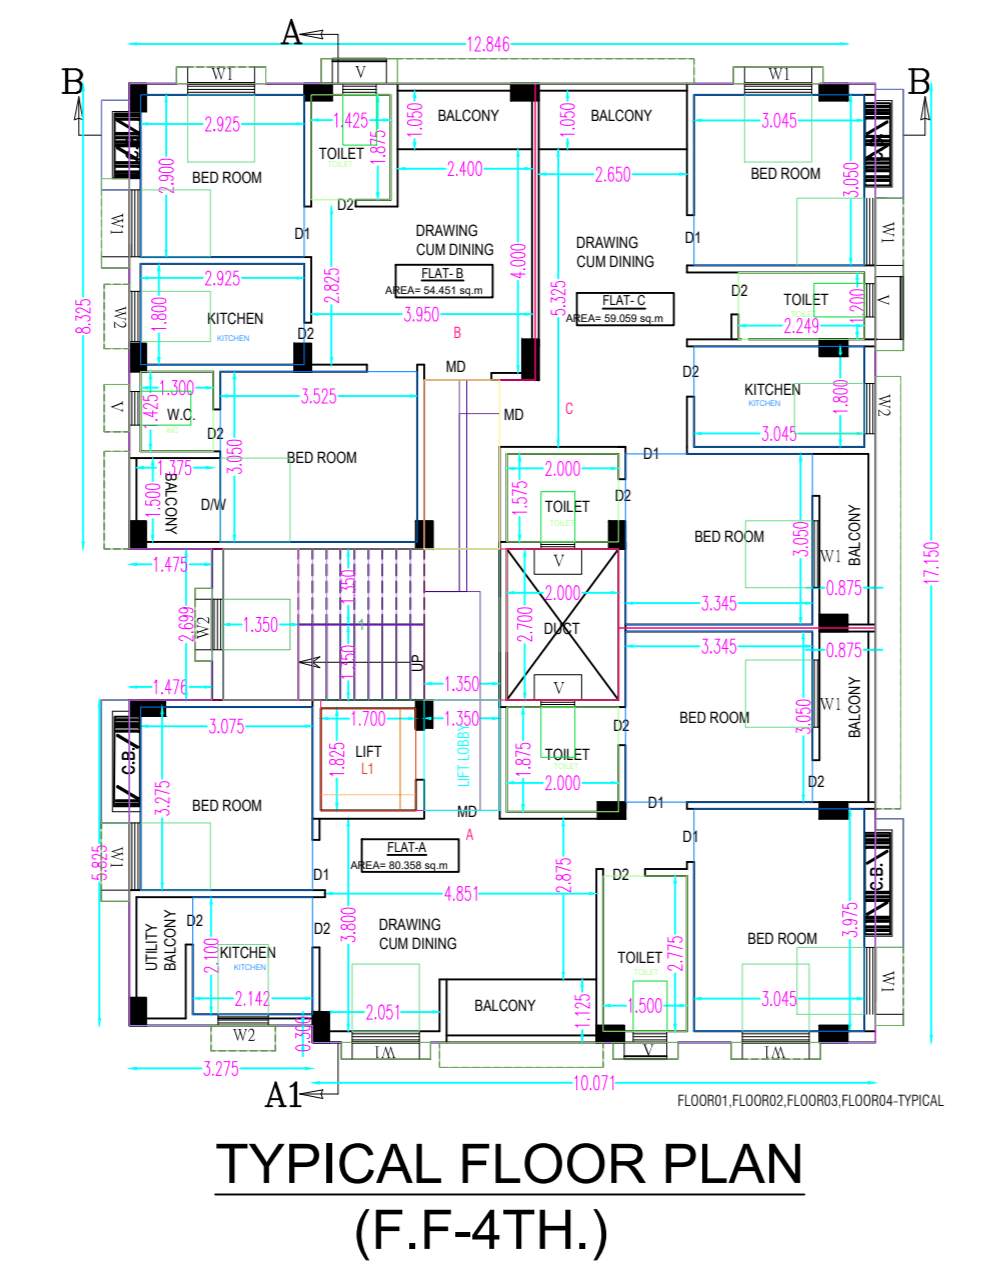 A
12.846
B
W1
V
W1
B
2.925
1.425
1.050
BALCONY
1.050
BALCONY
3.045
TOILET
TOILET
1.875
2.900
BED ROOM
2.400
2.650
BED ROOM
3.050
D2
W1
D1
DRAWING
CUM DINING
4.000
DRAWING
CUM DINING
D1
W1
2.925
2.825
FLAT- B
AREA= 54.451 sq.m
5.325
D2
TOILET
TOILET
1.200
V
FLAT- C
AREA= 59.059 sq.m
8.325
W2
1.800
KITCHEN
KITCHEN
D2
3.950
B
2.249
MD
D2
KITCHEN
KITCHEN
1.800
W2
V
1.300
1.425
W.C.
WC
3.525
C
MD
3.045
D2
3.050
BED ROOM
D1
1.375
2.000
1.500
BALCONY
D/W
1.575
TOILET
TOILET
D2
BED ROOM
3.050
W1
BALCONY
17.150
1.475
V
0.875
1.350
2.000
3.345
2.699
W2
1.350
2.700
DUCT
3.345
0.875
1.350
UP
1.476
1.350
V
3.075
1.700
1.350
D2
BED ROOM
3.050
W1
BALCONY
C.B.
1.825
LIFT
L1
LIFT LOBBY
1.875
TOILET
TOILET
2.000
D2
3.275
BED ROOM
MD
D1
A
D1
5.825
W1
FLAT-A
AREA= 80.358 sq.m
2.875
C.B.
D1
4.851
D2
UTILITY
BALCONY
D2
D2
3.800
DRAWING
CUM DINING
3.975
2.100
KITCHEN
KITCHEN
TOILET
TOILET
2.775
BED ROOM
2.142
2.051
BALCONY
1.125
1.500
3.045
W1
W2
0.300
W1
V
W1
3.275
10.071
A1
FLOOR01,FLOOR02,FLOOR03,FLOOR04-TYPICAL
TYPICAL FLOOR PLAN
(F.F-4TH.)